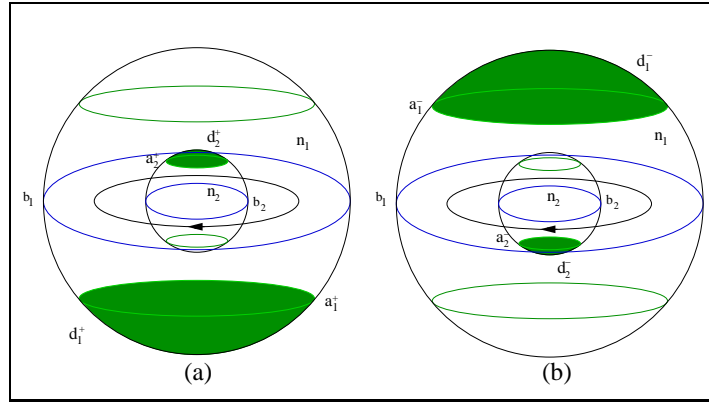 d₂⁺
n₁
a₂⁺
b₁
n₂
b₂
a₁⁺
d₁⁺
(a)
d₁⁻
a₁⁻
n₁
b₁
n₂
b₂
a₂⁻
d₂⁻
(b)